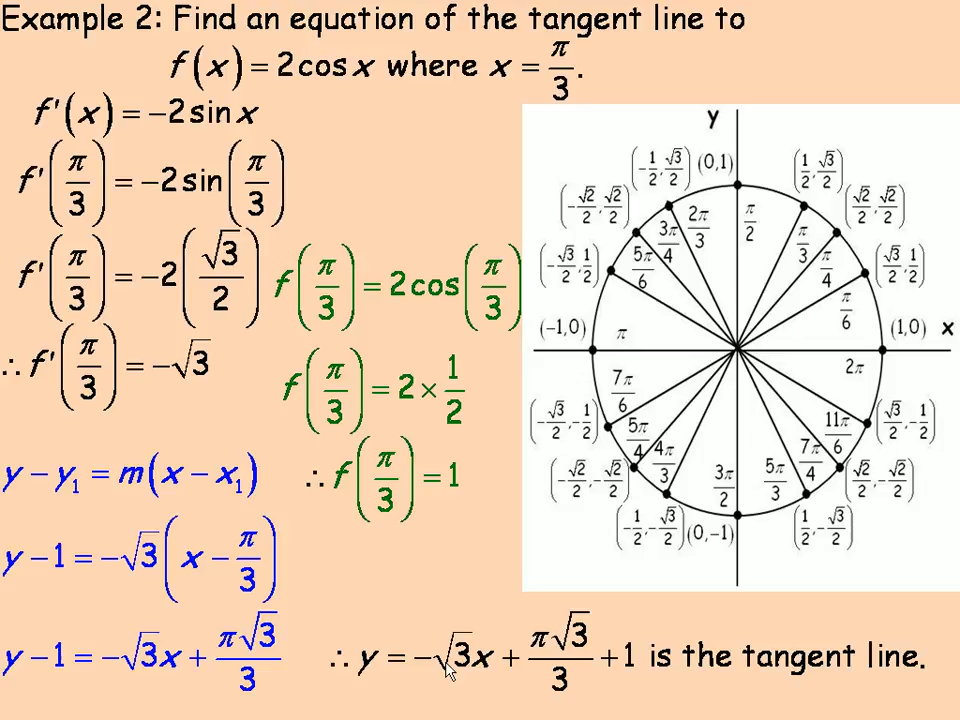 Example 2: Find an equation of the tangent line to
f(x) = 2cos x where x = π/3.
f'(x) = −2sin x
f'(π/3) = −2sin(π/3)
f'(π/3) = −2(√3/2)
∴ f'(π/3) = −√3
f(π/3) = 2cos(π/3)
f(π/3) = 2 × 1/2
∴ f(π/3) = 1
y − y₁ = m(x − x₁)
y − 1 = −√3(x − π/3)
y − 1 = −√3x + π√3/3
∴ y = −√3x + π√3/3 + 1 is the tangent line.
y
(−1/2, √3/2) (0,1) (1/2, √3/2)
(−√2/2, √2/2) (√2/2, √2/2)
(−√3/2, 1/2) (√3/2, 1/2)
2π/3 π/2 π/3
3π/4 π/4
5π/6 π/6
(−1,0) π (1,0) x
2π
7π/6 11π/6
5π/4 7π/4
4π/3 3π/2 5π/3
(−√3/2, −1/2) (√3/2, −1/2)
(−√2/2, −√2/2) (√2/2, −√2/2)
(−1/2, −√3/2) (0,−1) (1/2, −√3/2)